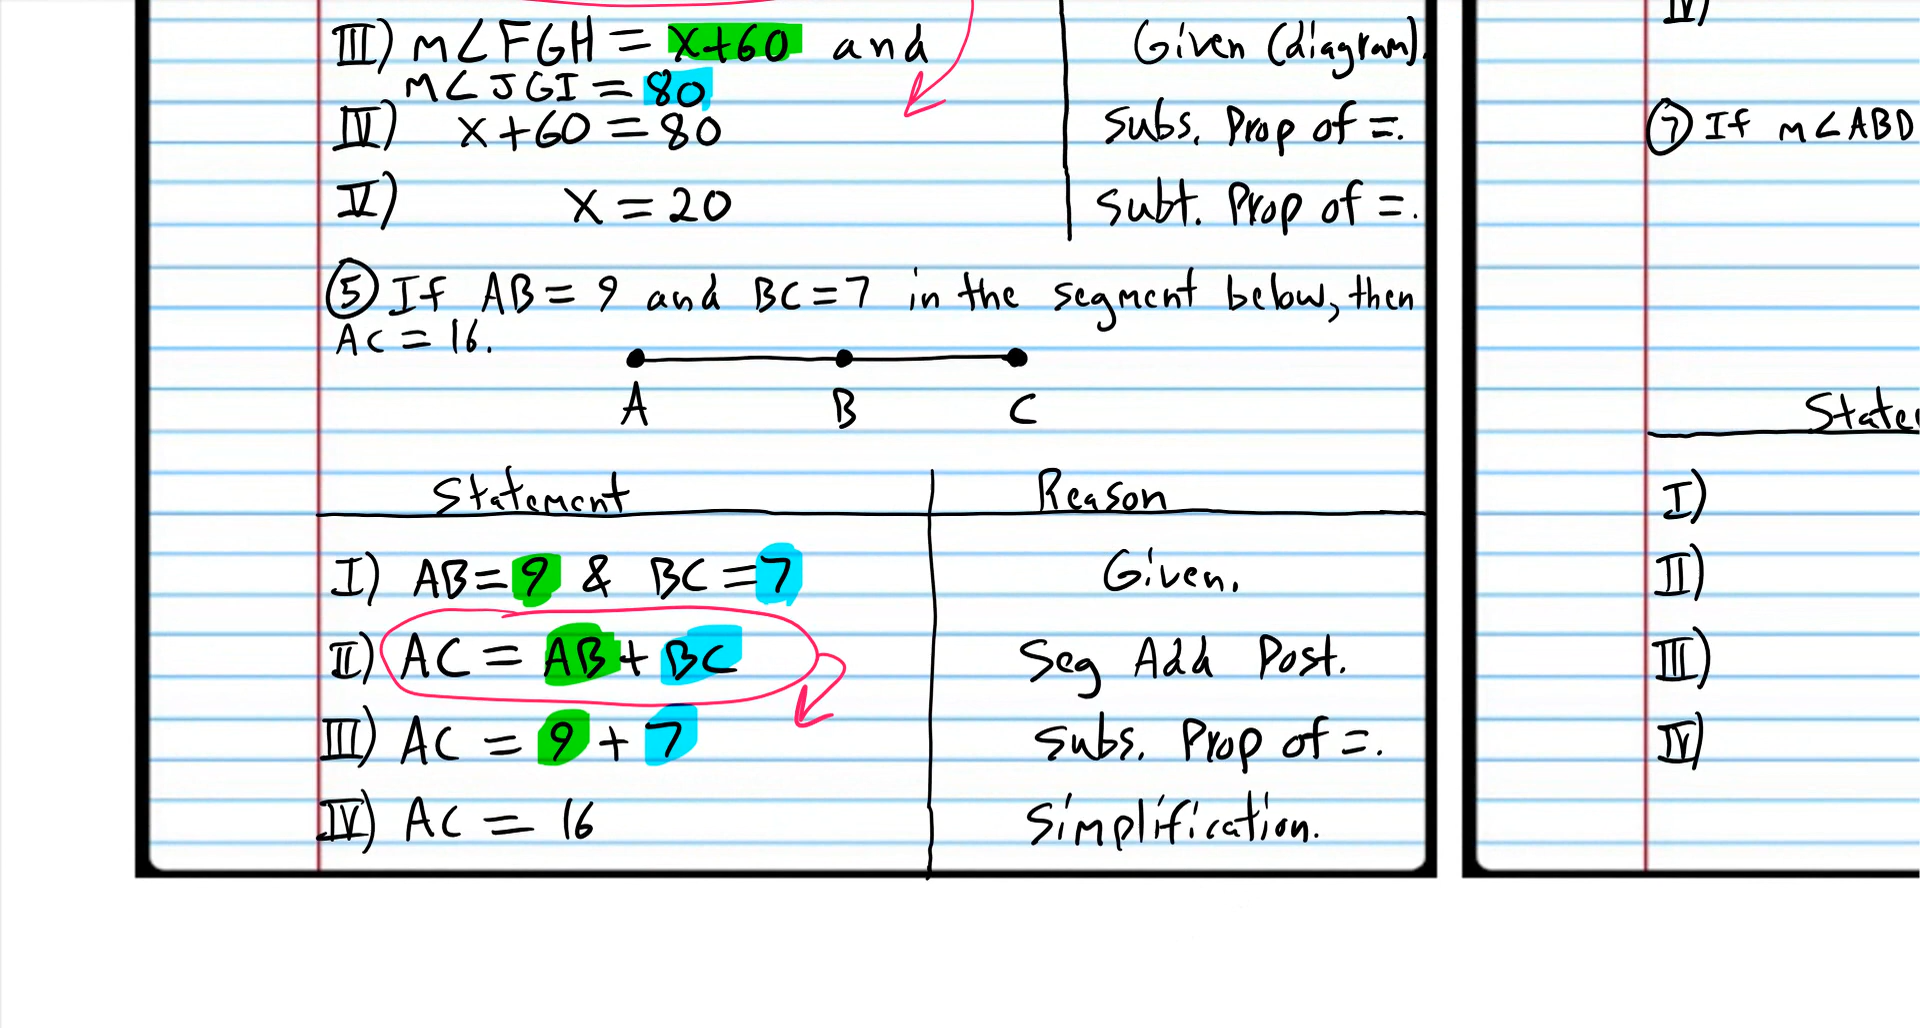 III) m∠FGH = x+60 and Given (diagram).
m∠JGI = 80
IV) x+60 = 80 Subs. Prop of =.
V) x = 20 Subt. Prop of =.
⑤ If AB = 9 and BC = 7 in the segment below, then
AC = 16.
A B C
Statement Reason
I) AB = 9 & BC = 7 Given.
II) AC = AB + BC Seg Add Post.
III) AC = 9 + 7 Subs. Prop of =.
IV) AC = 16 Simplification.
IV)
⑦ If m∠ABD
I)
II)
III)
IV)